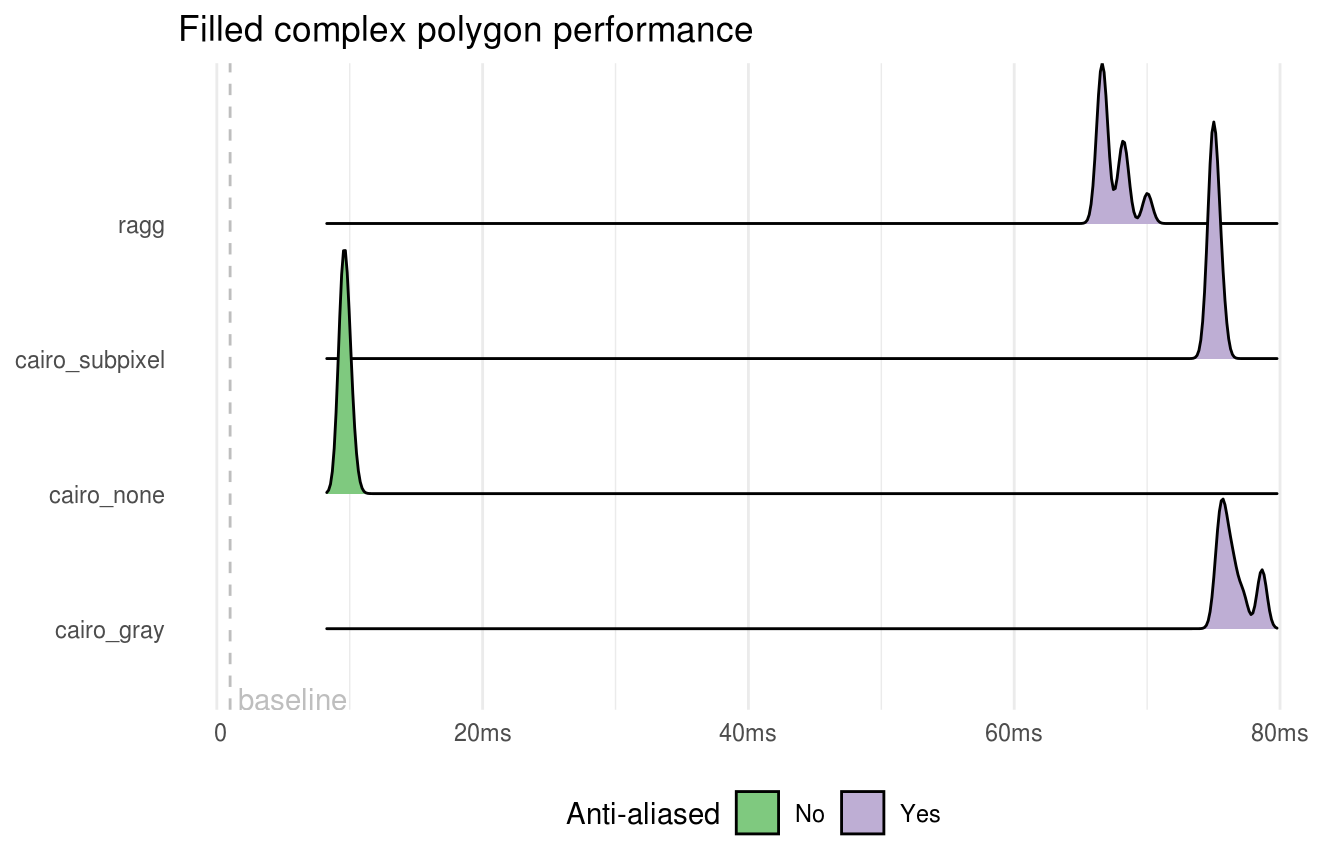 Filled complex polygon performance
ragg
cairo_subpixel
cairo_none
cairo_gray
baseline
0 20ms 40ms 60ms 80ms
Anti-aliased No Yes